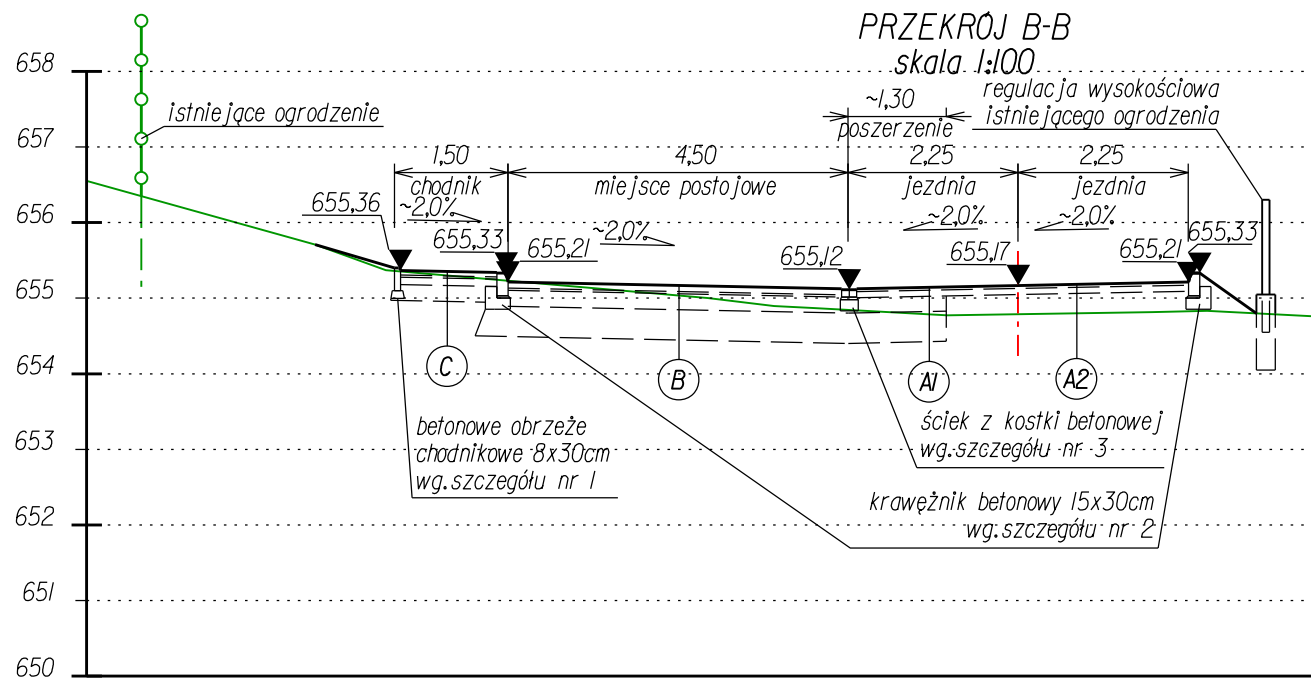 PRZEKRÓJ B-B
skala 1:100
658
657
656
655
654
653
652
651
650
istniejące ogrodzenie
~1,30
poszerzenie
regulacja wysokościowa
istniejącego ogrodzenia
1,50
chodnik
4,50
miejsce postojowe
2,25
jezdnia
2,25
jezdnia
655,36
~2,0%
655,33
655,21
~2,0%
655,12
~2,0%
655,17
~2,0%
655,21
655,33
C
B
A1
A2
betonowe obrzeże
chodnikowe 8x30cm
wg.szczegółu nr 1
ściek z kostki betonowej
wg.szczegółu nr 3
krawężnik betonowy 15x30cm
wg.szczegółu nr 2